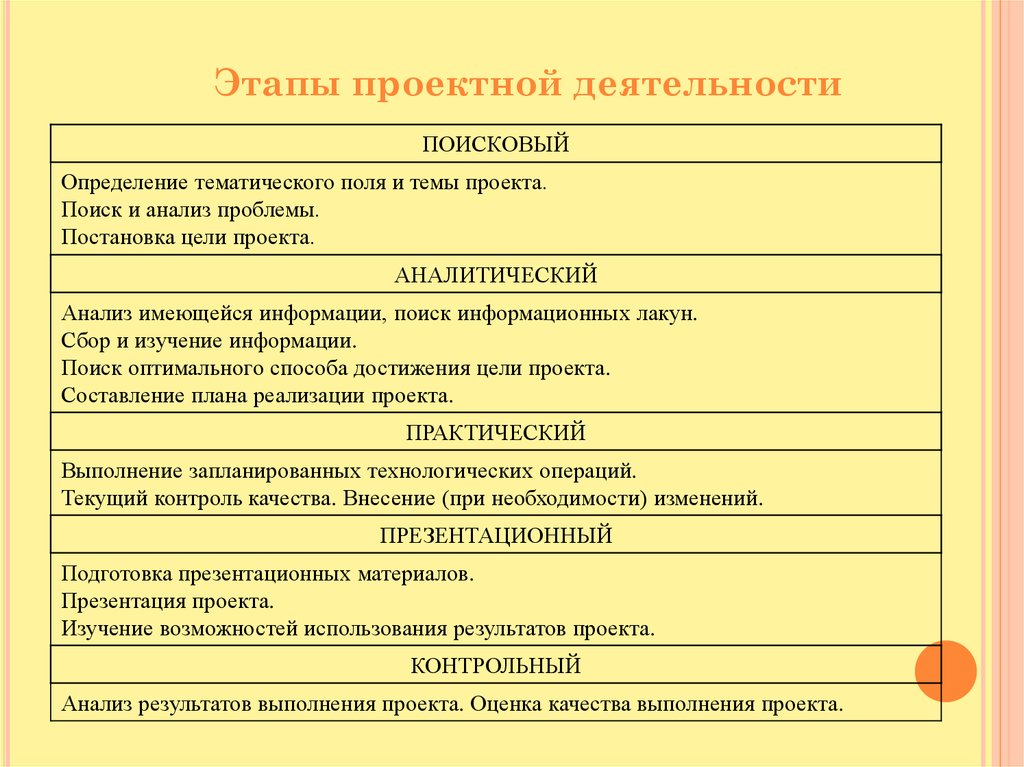 Этапы проектной деятельности
ПОИСКОВЫЙ
Определение тематического поля и темы проекта.
Поиск и анализ проблемы.
Постановка цели проекта.
АНАЛИТИЧЕСКИЙ
Анализ имеющейся информации, поиск информационных лакун.
Сбор и изучение информации.
Поиск оптимального способа достижения цели проекта.
Составление плана реализации проекта.
ПРАКТИЧЕСКИЙ
Выполнение запланированных технологических операций.
Текущий контроль качества. Внесение (при необходимости) изменений.
ПРЕЗЕНТАЦИОННЫЙ
Подготовка презентационных материалов.
Презентация проекта.
Изучение возможностей использования результатов проекта.
КОНТРОЛЬНЫЙ
Анализ результатов выполнения проекта. Оценка качества выполнения проекта.